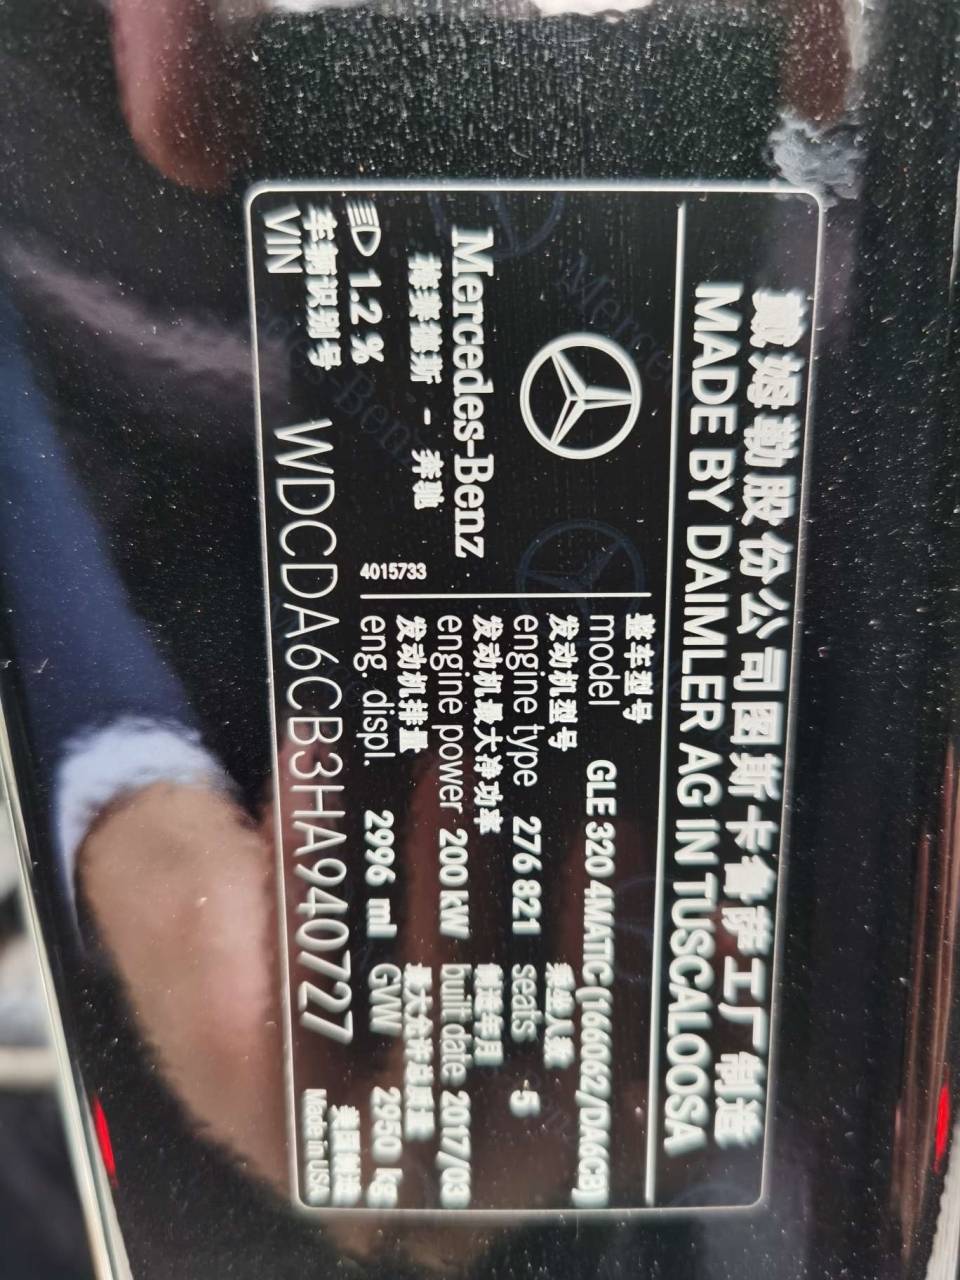 戴姆勒股份公司图斯卡鲁萨工厂制造
MADE BY DAIMLER AG IN TUSCALOOSA
Mercedes-Benz
梅赛德斯 - 奔驰
1.2 %
4015733
整车型号
model GLE 320 4MATIC (166062/DA6CB)
发动机型号 乘坐人数
engine type 276 821 seats 5
发动机最大净功率 制造年月
engine power 200 kW built date 2017/03
发动机排量 最大允许总质量
eng. displ. 2996 ml GWW 2950 kg
车辆识别号 美国制造
VIN WDCDA6CB3HA940727 Made in USA